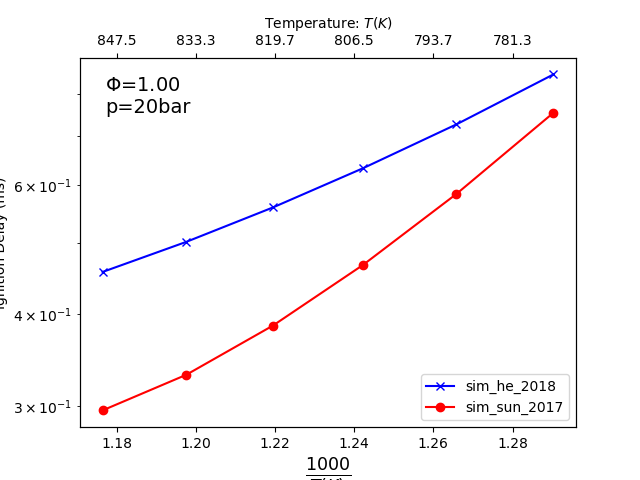 Temperature: T(K)
847.5 833.3 819.7 806.5 793.7 781.3
Φ=1.00
p=20bar
6 × 10⁻¹
4 × 10⁻¹
3 × 10⁻¹
Ignition Delay (ms)
sim_he_2018
sim_sun_2017
1.18 1.20 1.22 1.24 1.26 1.28
1000
T(K)